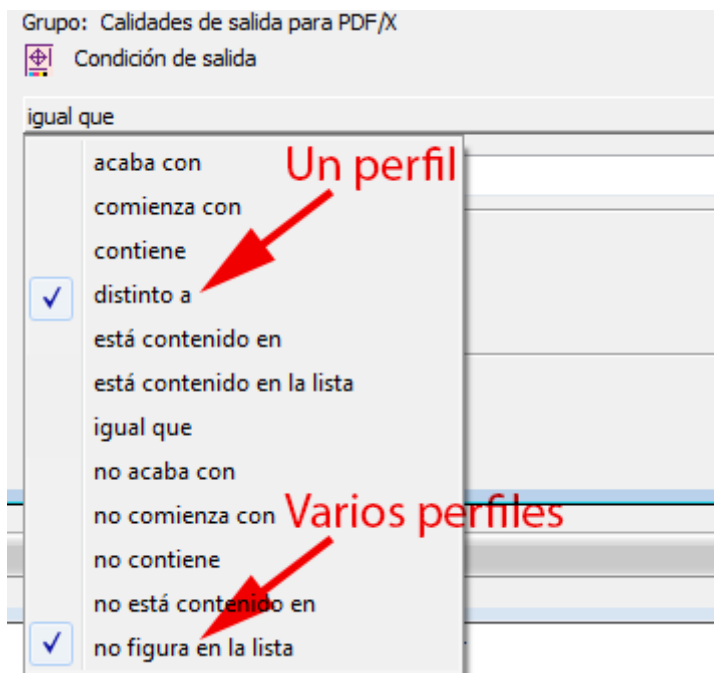 Grupo: Calidades de salida para PDF/X
Condición de salida
igual que
acaba con
Un perfil
comienza con
contiene
distinto a
está contenido en
está contenido en la lista
igual que
no acaba con
no comienza con
Varios perfiles
no contiene
no está contenido en
no figura en la lista